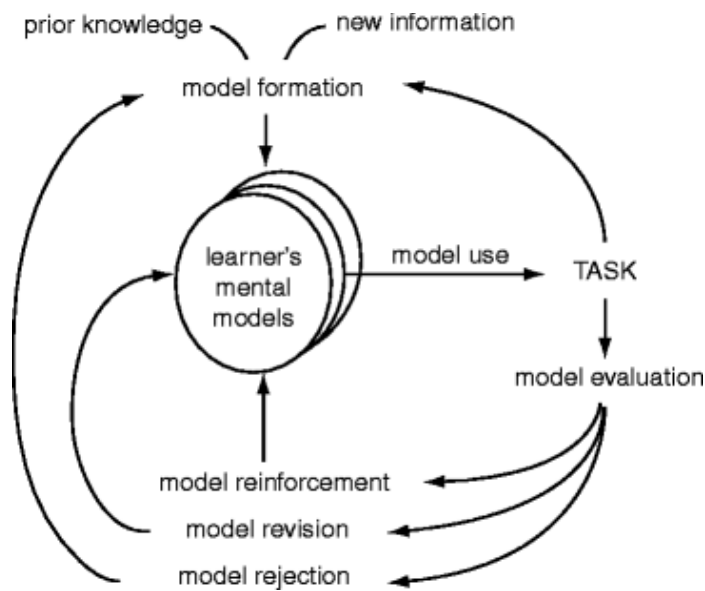 prior knowledge
new information
model formation
learner's
mental
models
model use
TASK
model evaluation
model reinforcement
model revision
model rejection